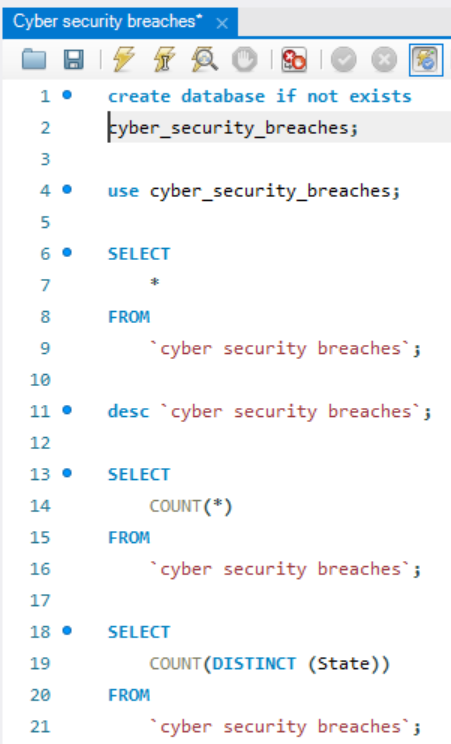 Cyber security breaches*
1 create database if not exists
2 cyber_security_breaches;
3
4 use cyber_security_breaches;
5
6 SELECT
7 *
8 FROM
9 `cyber security breaches`;
10
11 desc `cyber security breaches`;
12
13 SELECT
14 COUNT(*)
15 FROM
16 `cyber security breaches`;
17
18 SELECT
19 COUNT(DISTINCT (State))
20 FROM
21 `cyber security breaches`;